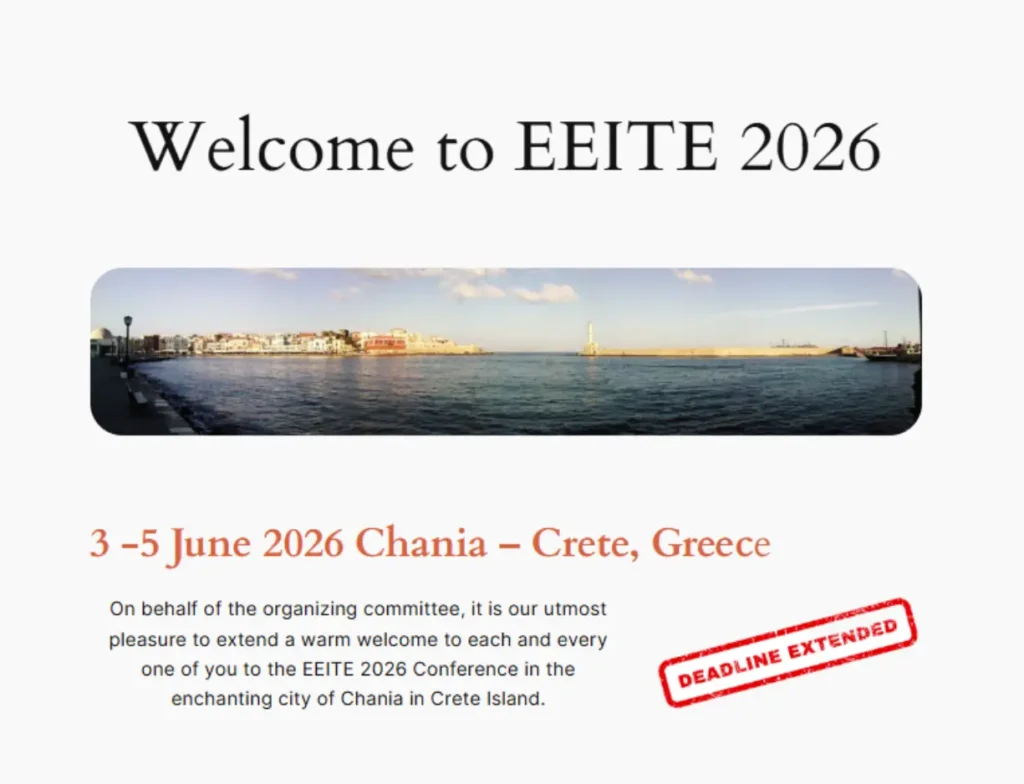 Welcome to EEITE 2026
3 –5 June 2026 Chania – Crete, Greece
On behalf of the organizing committee, it is our utmost
pleasure to extend a warm welcome to each and every
one of you to the EEITE 2026 Conference in the
enchanting city of Chania in Crete Island.
DEADLINE EXTENDED